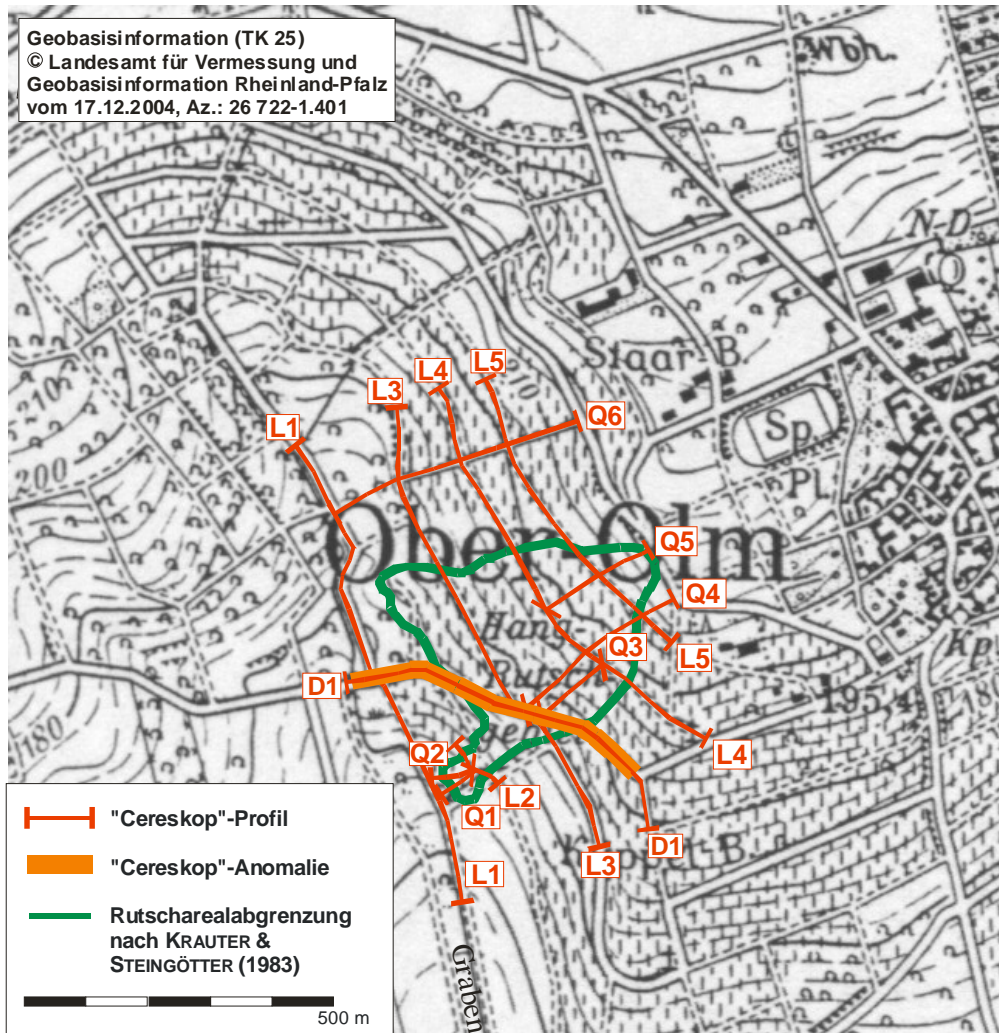 Geobasisinformation (TK 25)
© Landesamt für Vermessung und
Geobasisinformation Rheinland-Pfalz
vom 17.12.2004, Az.: 26 722-1.401
Wbh.
N-D
Staar-B.
L5
L4
L3
210
Q6
L1
Sp.
Pl.
200
Ober-Olm
Q5
Q4
Hang
Q3
Kp
L5
D1
195,4
180
L4
Q2
L2
Q1
D1
L3
L1
Graben
"Cereskop"-Profil
"Cereskop"-Anomalie
Rutscharealabgrenzung
nach KRAUTER &
STEINGÖTTER (1983)
500 m